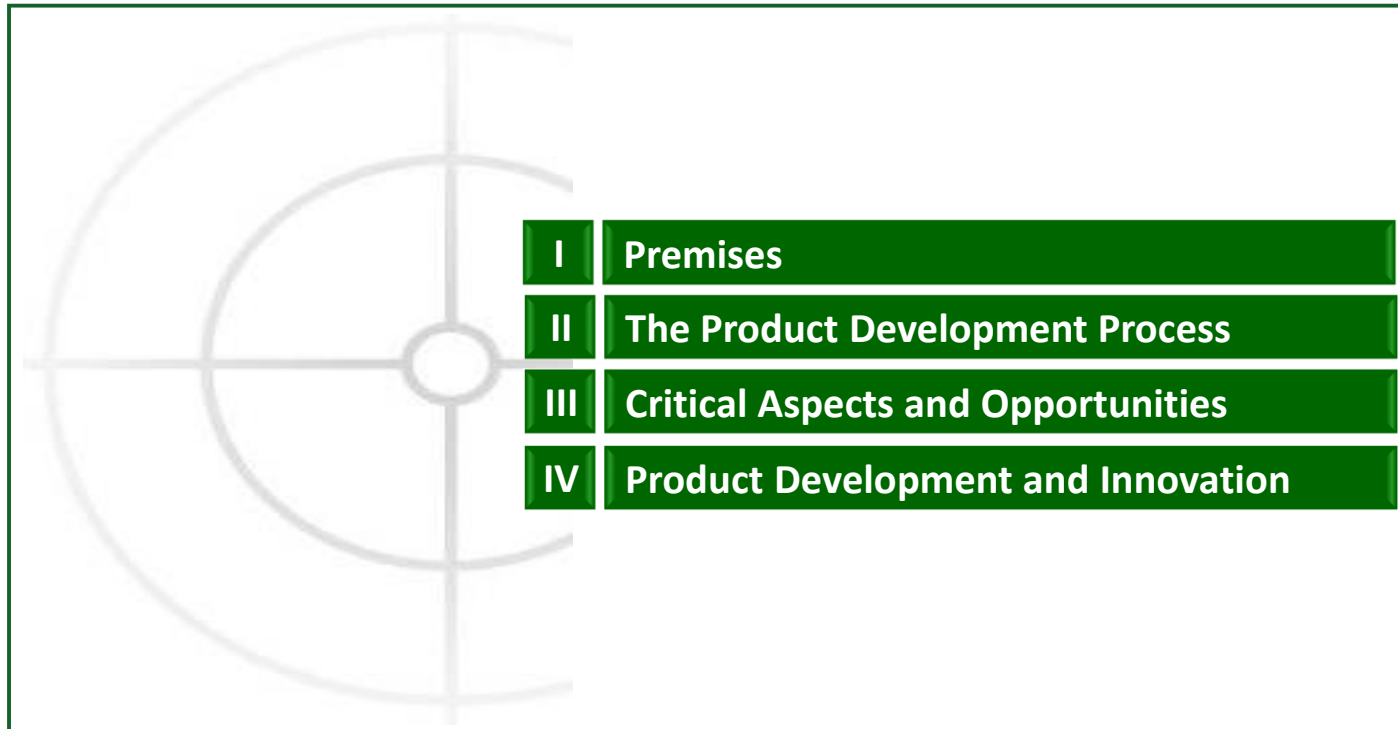 I Premises
II The Product Development Process
III Critical Aspects and Opportunities
IV Product Development and Innovation